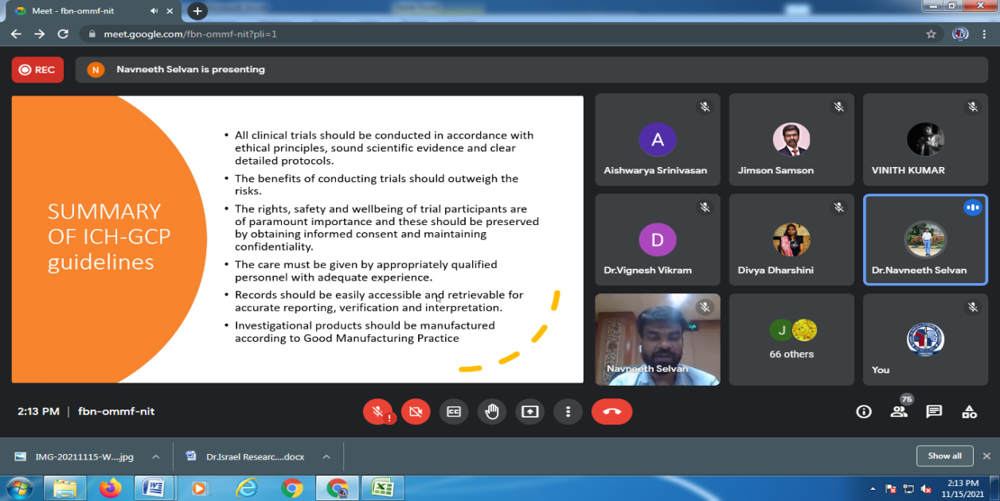 Meet - fbn-ommf-nit
meet.google.com/fbn-ommf-nit?pli=1
REC
N
Navneeth Selvan is presenting
SUMMARY
OF ICH-GCP
guidelines
• All clinical trials should be conducted in accordance with
ethical principles, sound scientific evidence and clear
detailed protocols.
• The benefits of conducting trials should outweigh the
risks.
• The rights, safety and wellbeing of trial participants are
of paramount importance and these should be preserved
by obtaining informed consent and maintaining
confidentiality.
• The care must be given by appropriately qualified
personnel with adequate experience.
• Records should be easily accessible and retrievable for
accurate reporting, verification and interpretation.
• Investigational products should be manufactured
according to Good Manufacturing Practice
A
Aishwarya Srinivasan
Jimson Samson
VINITH KUMAR
D
Dr.Vignesh Vikram
Divya Dharshini
Dr.Navneeth Selvan
Navneeth Selvan
J
66 others
You
2:13 PM | fbn-ommf-nit
75
IMG-20211115-W....jpg
Dr.Israel Researc....docx
Show all
2:13 PM
11/15/2021